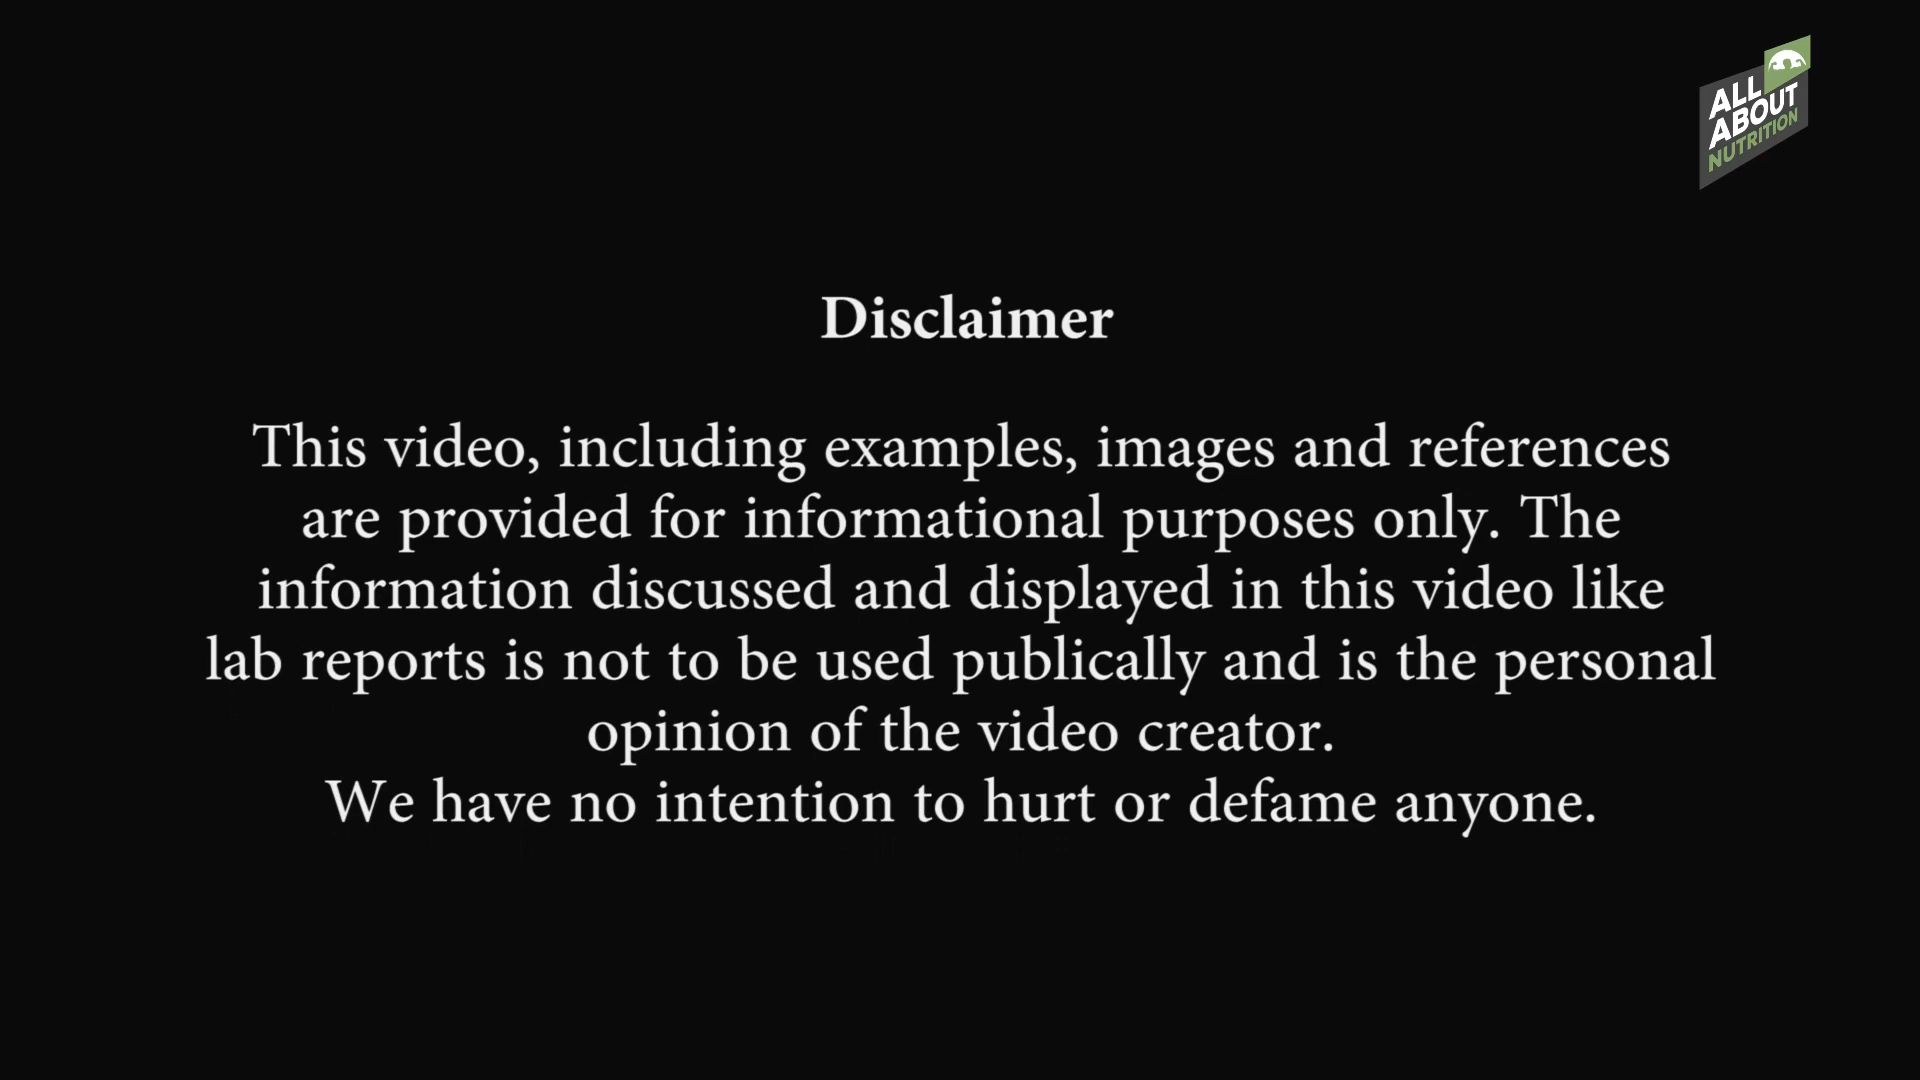 ALL
ABOUT
NUTRITION
Disclaimer
This video, including examples, images and references
are provided for informational purposes only. The
information discussed and displayed in this video like
lab reports is not to be used publically and is the personal
opinion of the video creator.
We have no intention to hurt or defame anyone.